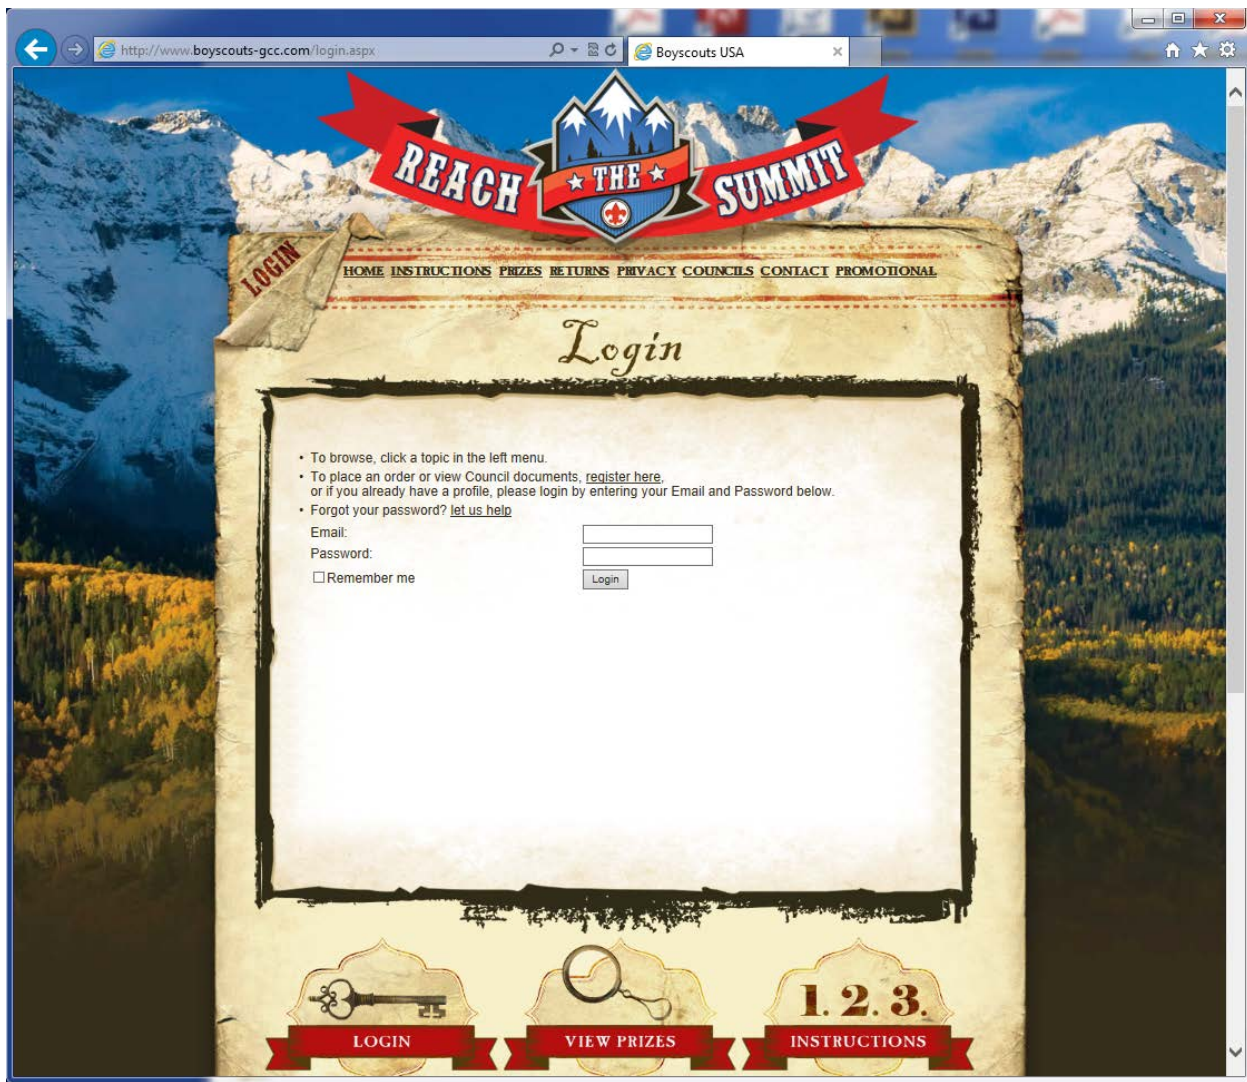 http://www.boyscouts-gcc.com/login.aspx
Boyscouts USA
REACH THE SUMMIT
LOGIN
HOME INSTRUCTIONS PRIZES RETURNS PRIVACY COUNCILS CONTACT PROMOTIONAL
Login
• To browse, click a topic in the left menu.
• To place an order or view Council documents, register here,
or if you already have a profile, please login by entering your Email and Password below.
• Forgot your password? let us help
Email:
Password:
Remember me
Login
1. 2. 3.
LOGIN
VIEW PRIZES
INSTRUCTIONS